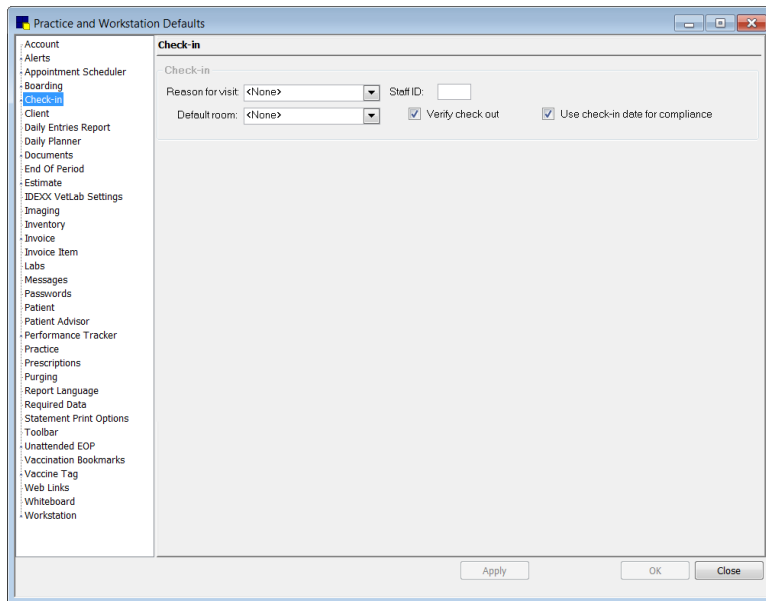 Practice and Workstation Defaults
Account
Alerts
Appointment Scheduler
Boarding
Check-in
Client
Daily Entries Report
Daily Planner
Documents
End Of Period
Estimate
IDEXX VetLab Settings
Imaging
Inventory
Invoice
Invoice Item
Labs
Messages
Passwords
Patient
Patient Advisor
Performance Tracker
Practice
Prescriptions
Purging
Report Language
Required Data
Statement Print Options
Toolbar
Unattended EOP
Vaccination Bookmarks
Vaccine Tag
Web Links
Whiteboard
Workstation
Check-in
Check-in
Reason for visit: <None> Staff ID:
Default room: <None> Verify check out Use check-in date for compliance
Apply OK Close